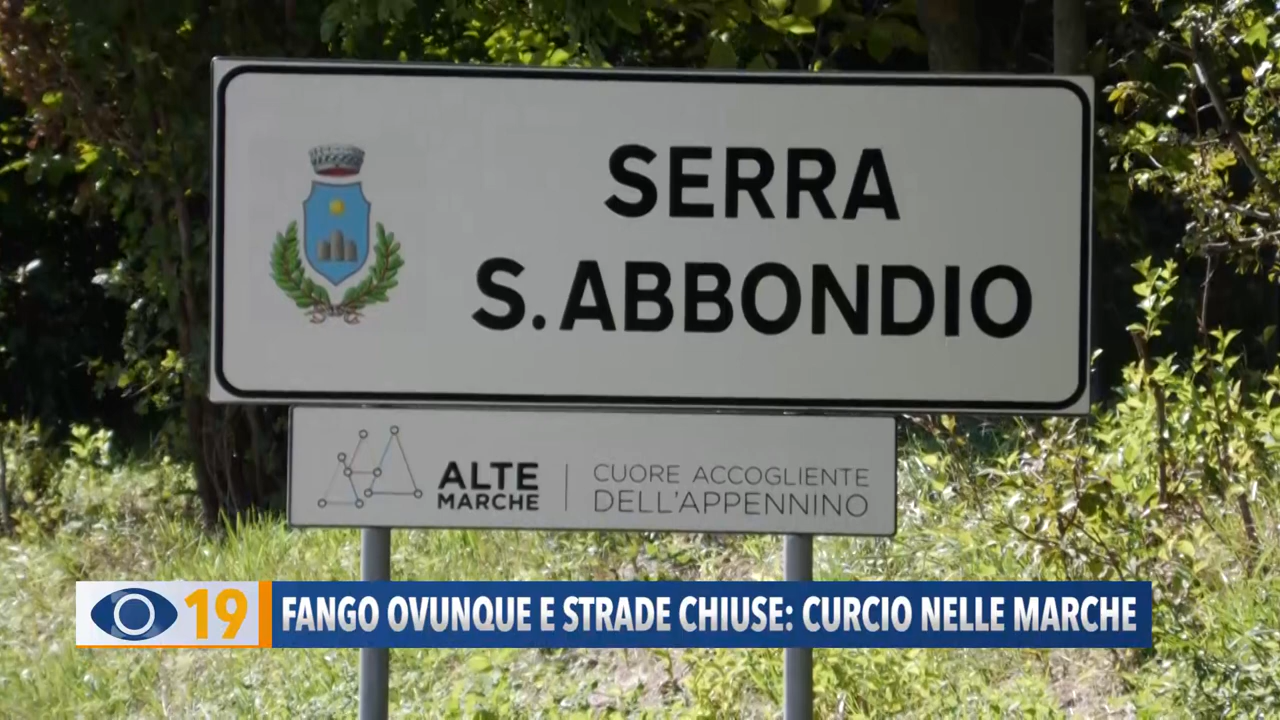 SERRA
S. ABBONDIO
ALTE
MARCHE
CUORE ACCOGLIENTE
DELL'APPENNINO
19
FANGO OVUNQUE E STRADE CHIUSE: CURCIO NELLE MARCHE